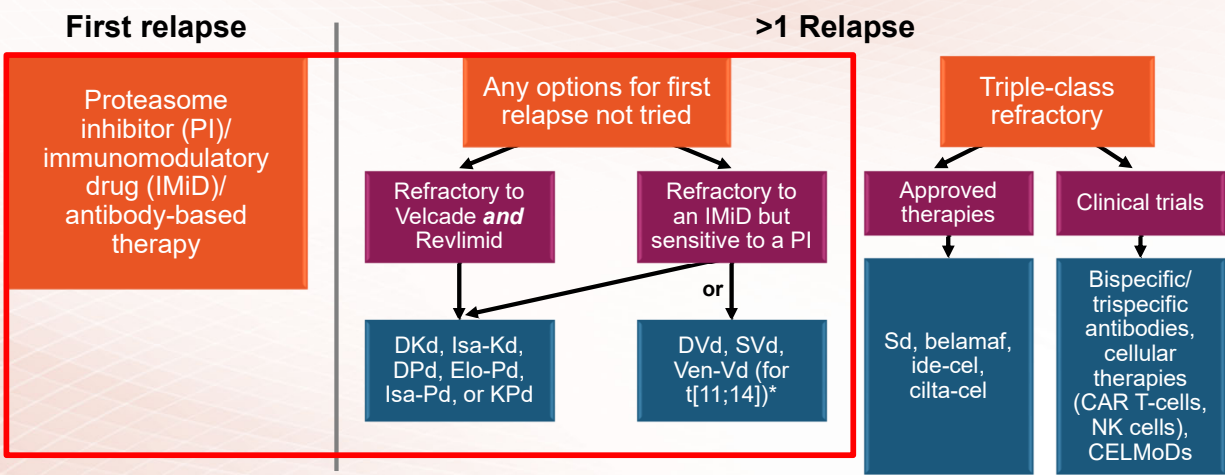 First relapse
>1 Relapse
Proteasome
inhibitor (PI)/
immunomodulatory
drug (IMiD)/
antibody-based
therapy
Any options for first
relapse not tried
Refractory to
Velcade and
Revlimid
Refractory to
an IMiD but
sensitive to a PI
or
DKd, Isa-Kd,
DPd, Elo-Pd,
Isa-Pd, or KPd
DVd, SVd,
Ven-Vd (for
t[11;14])*
Triple-class
refractory
Approved
therapies
Clinical trials
Sd, belamaf,
ide-cel,
cilta-cel
Bispecific/
trispecific
antibodies,
cellular
therapies
(CAR T-cells,
NK cells),
CELMoDs